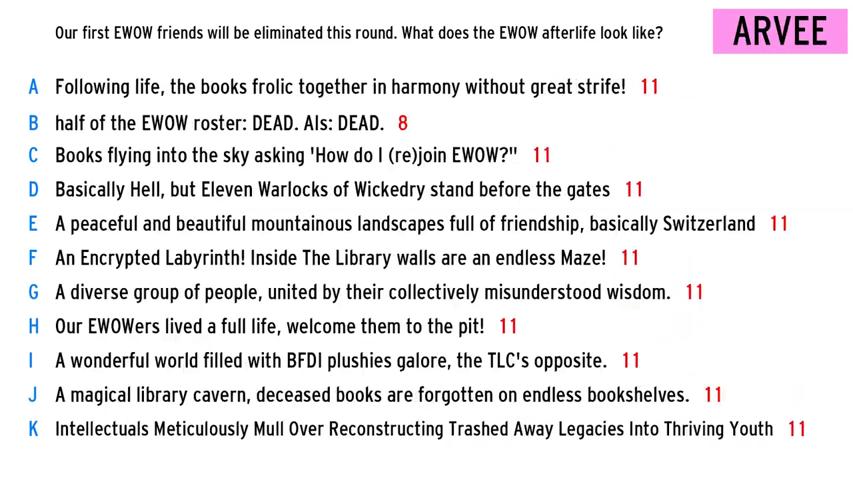 Our first EWOW friends will be eliminated this round. What does the EWOW afterlife look like?
ARVEE
A Following life, the books frolic together in harmony without great strife! 11
B half of the EWOW roster: DEAD. AIs: DEAD. 8
C Books flying into the sky asking 'How do I (re)join EWOW?" 11
D Basically Hell, but Eleven Warlocks of Wickedry stand before the gates 11
E A peaceful and beautiful mountainous landscapes full of friendship, basically Switzerland 11
F An Encrypted Labyrinth! Inside The Library walls are an endless Maze! 11
G A diverse group of people, united by their collectively misunderstood wisdom. 11
H Our EWOWers lived a full life, welcome them to the pit! 11
I A wonderful world filled with BFDI plushies galore, the TLC's opposite. 11
J A magical library cavern, deceased books are forgotten on endless bookshelves. 11
K Intellectuals Meticulously Mull Over Reconstructing Trashed Away Legacies Into Thriving Youth 11